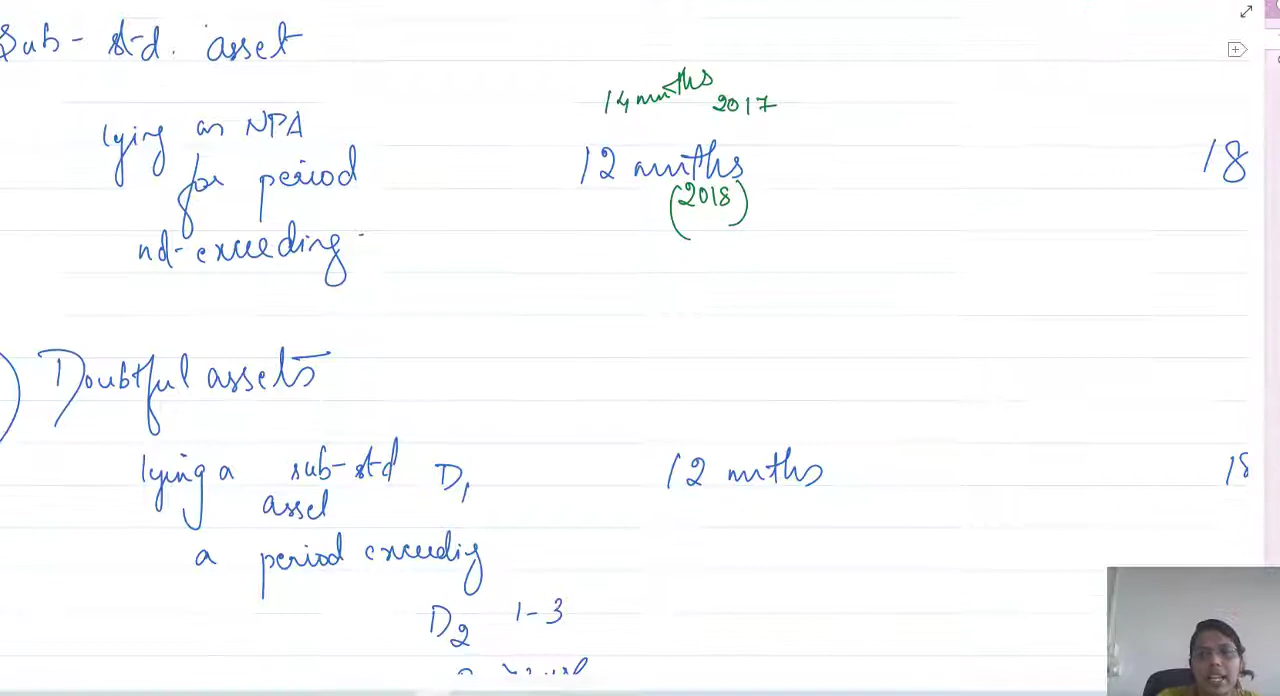 Sub-std. asset
14 mnths 2017
lying as NPA
12 mnths
18
for period
(2018)
not-exceeding
Doubtful assets
lying a sub-std D1
12 mnths
18
asset
a period exceedig
D2 1-3